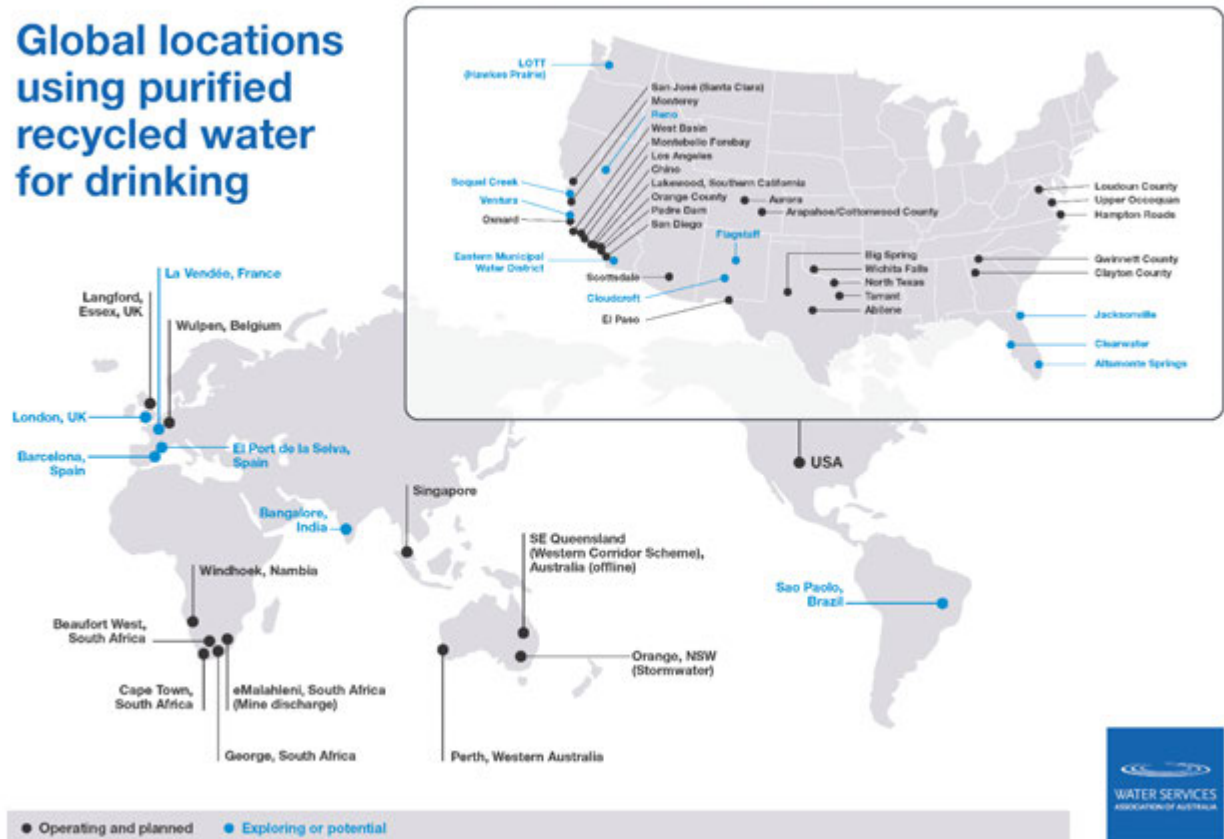 Global locations
using purified
recycled water
for drinking
LOTT
(Hawkes Prairie)
San José (Santa Clara)
Monterey
Reno
West Basin
Montebello Forebay
Los Angeles
Chino
Lakewood, Southern California
Orange County
Padre Dam
San Diego
Soquel Creek
Ventura
Oxnard
Eastern Municipal
Water District
Aurora
Arapahoe/Cottonwood County
Flagstaff
Scottsdale
Cloudcroft
El Paso
Big Spring
Wichita Falls
North Texas
Tarrant
Abilene
Loudoun County
Upper Occoquan
Hampton Roads
Gwinnett County
Clayton County
Jacksonville
Clearwater
Altamonte Springs
La Vendée, France
Langford,
Essex, UK
Wulpen, Belgium
London, UK
Barcelona,
Spain
El Port de la Selva,
Spain
USA
Singapore
Bangalore,
India
SE Queensland
(Western Corridor Scheme),
Australia (offline)
Windhoek, Nambia
Sao Paolo,
Brazil
Beaufort West,
South Africa
Orange, NSW
(Stormwater)
Cape Town,
South Africa
eMalahleni, South Africa
(Mine discharge)
George, South Africa
Perth, Western Australia
WATER SERVICES
ASSOCIATION OF AUSTRALIA
Operating and planned
Exploring or potential